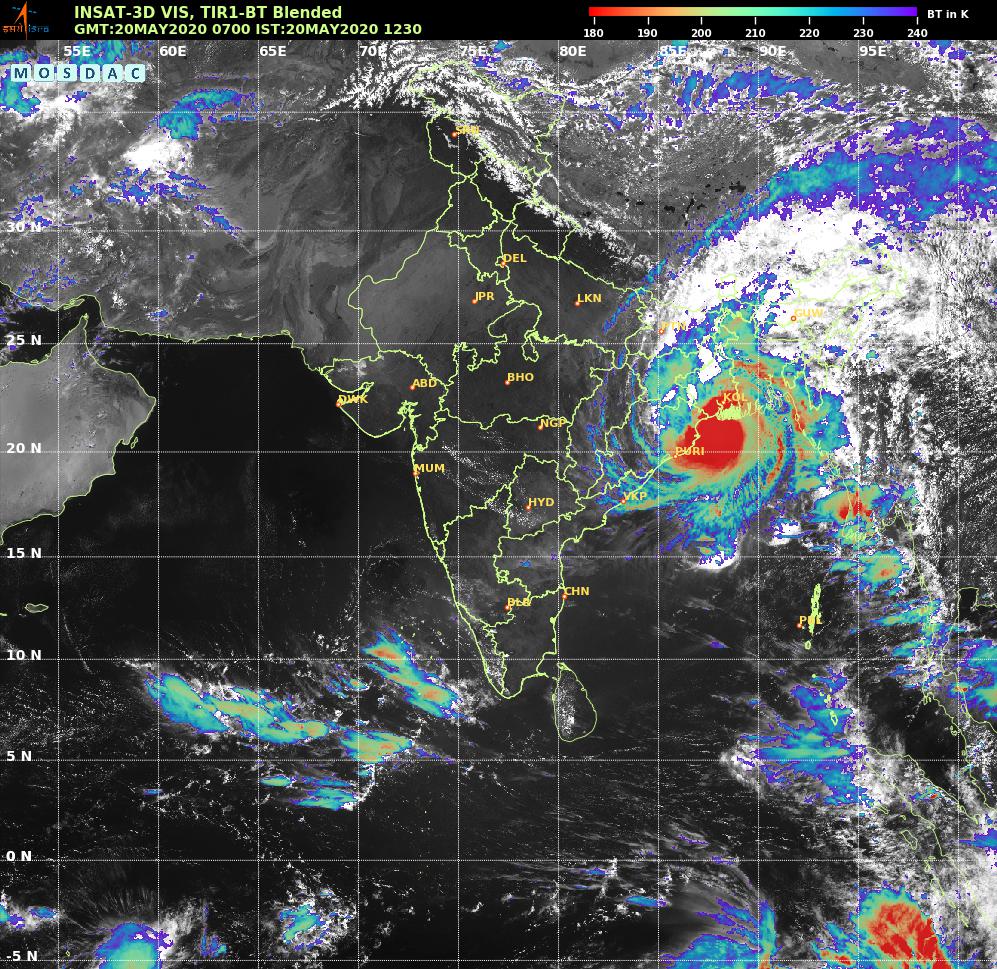 INSAT-3D VIS, TIR1-BT Blended
GMT:20MAY2020 0700 IST:20MAY2020 1230
BT in K
180 190 200 210 220 230 240
55E 60E 65E 70E 75E 80E 85E 90E 95E
M O S D A C
SRN
30 N
DEL
JPR
LKN
GUW
PTN
25 N
BHO
ABD
DWK
KOL
NGP
20 N
PURI
MUM
VKP
HYD
15 N
CHN
BLR
PBL
10 N
5 N
0 N
-5 N